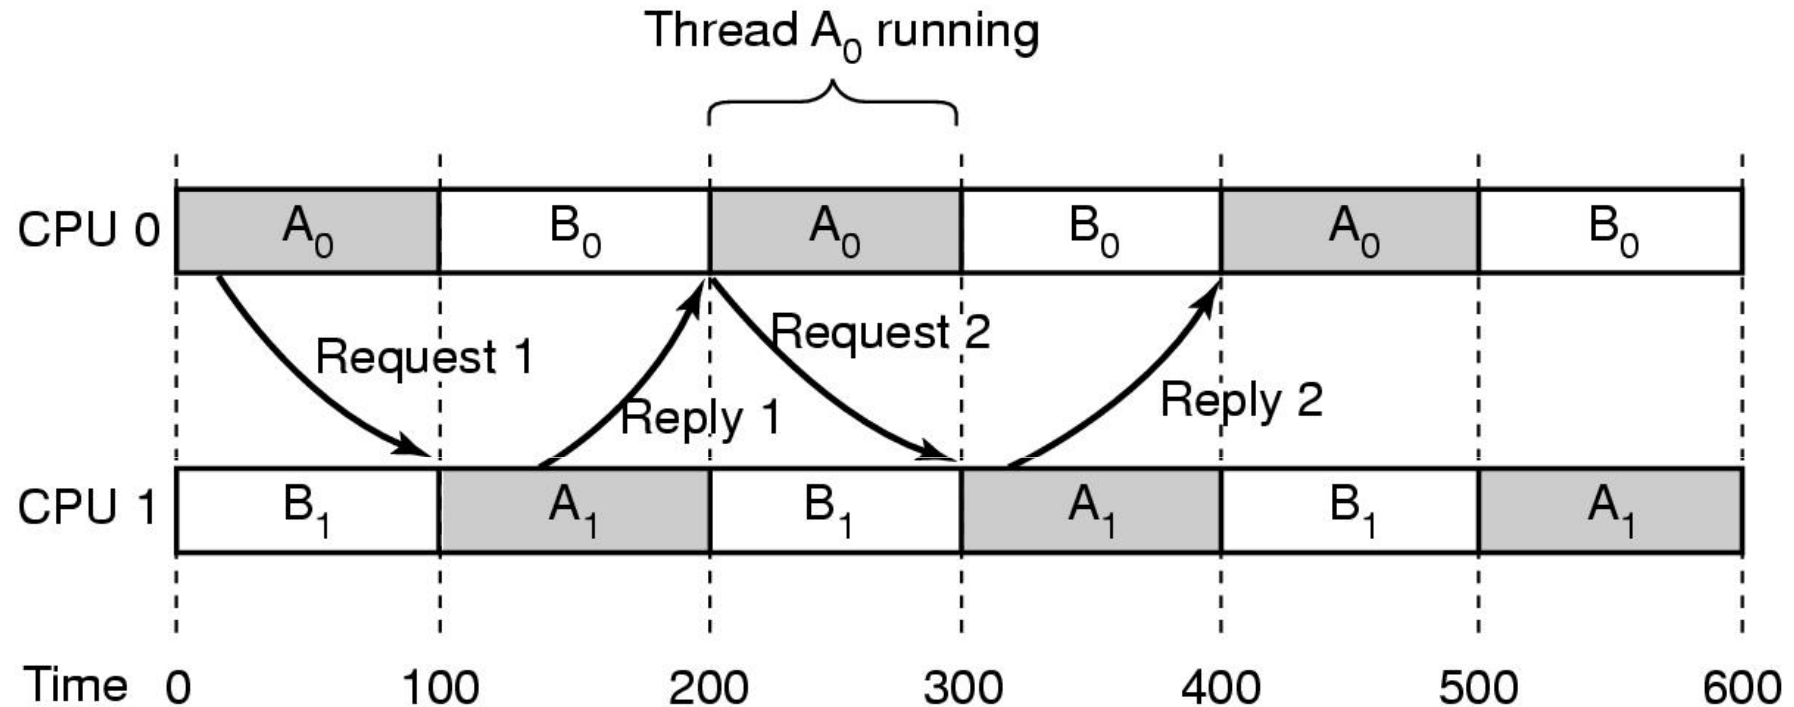 Thread A₀ running
CPU 0 A₀ B₀ A₀ B₀ A₀ B₀
Request 1
Reply 1
Request 2
Reply 2
CPU 1 B₁ A₁ B₁ A₁ B₁ A₁
Time 0 100 200 300 400 500 600